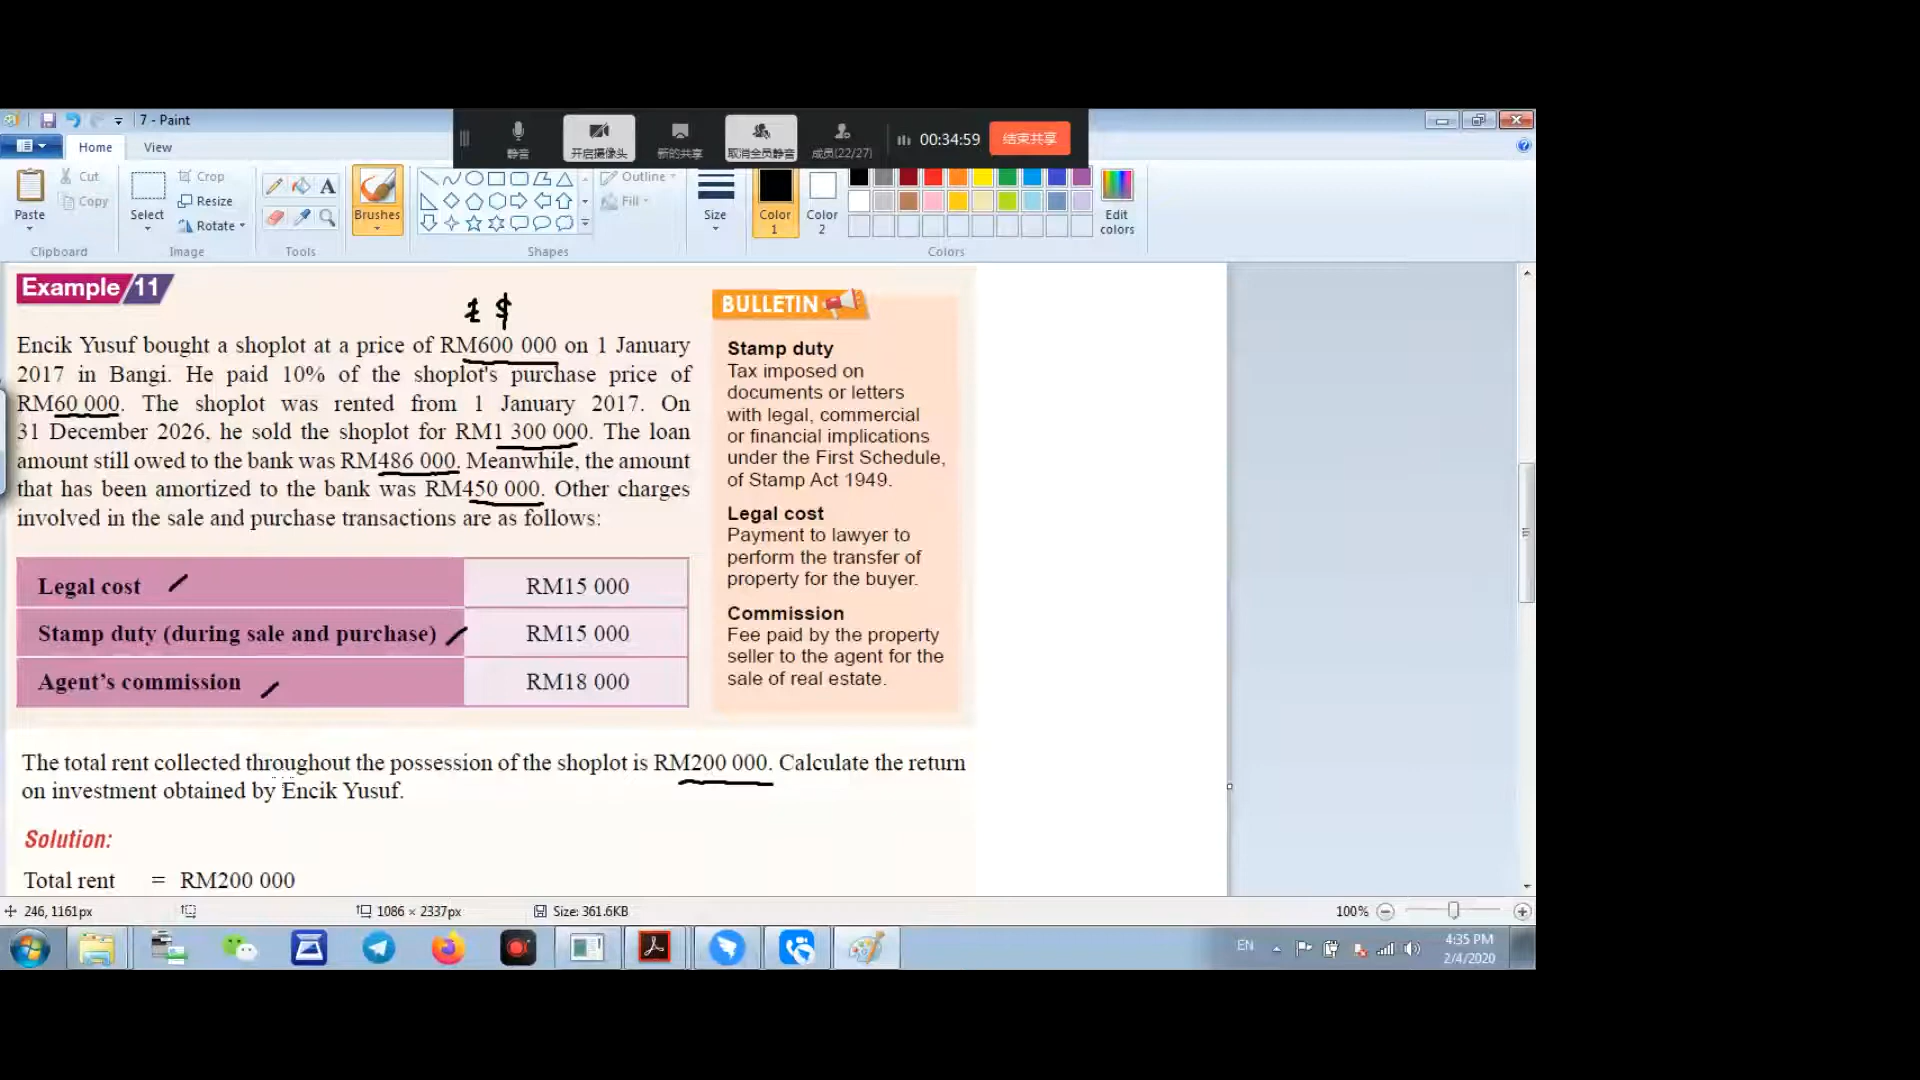 7 - Paint
静音
开启摄像头
新的共享
取消全员静音
成员(22/27)
00:34:59
结束共享
Home
View
Paste
Cut
Copy
Clipboard
Select
Crop
Resize
Rotate
Image
A
Tools
Brushes
Outline
Fill
Shapes
Size
Color
1
Color
2
Edit
colors
Colors
Example 11
$
Encik Yusuf bought a shoplot at a price of RM600 000 on 1 January
2017 in Bangi. He paid 10% of the shoplot's purchase price of
RM60 000. The shoplot was rented from 1 January 2017. On
31 December 2026, he sold the shoplot for RM1 300 000. The loan
amount still owed to the bank was RM486 000. Meanwhile, the amount
that has been amortized to the bank was RM450 000. Other charges
involved in the sale and purchase transactions are as follows:
Legal cost RM15 000
Stamp duty (during sale and purchase) RM15 000
Agent's commission RM18 000
BULLETIN
Stamp duty
Tax imposed on
documents or letters
with legal, commercial
or financial implications
under the First Schedule,
of Stamp Act 1949.
Legal cost
Payment to lawyer to
perform the transfer of
property for the buyer.
Commission
Fee paid by the property
seller to the agent for the
sale of real estate.
The total rent collected throughout the possession of the shoplot is RM200 000. Calculate the return
on investment obtained by Encik Yusuf.
Solution:
Total rent = RM200 000
246, 1161px
1086 × 2337px
Size: 361.6KB
100%
EN
4:35 PM
2/4/2020